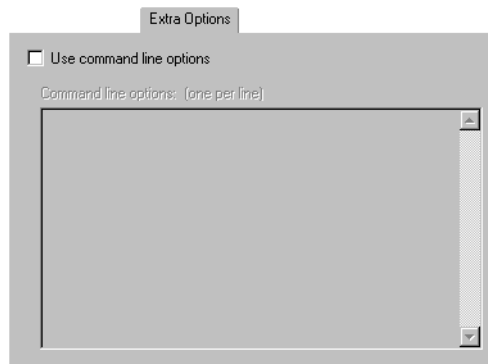 Extra Options
Use command line options
Command line options: (one per line)